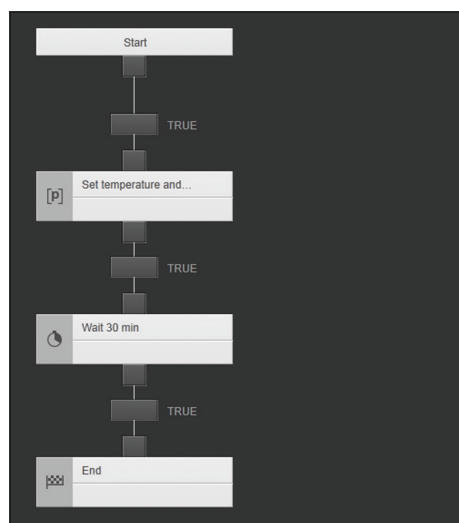 Start
TRUE
[p]
Set temperature and...
TRUE
Wait 30 min
TRUE
End